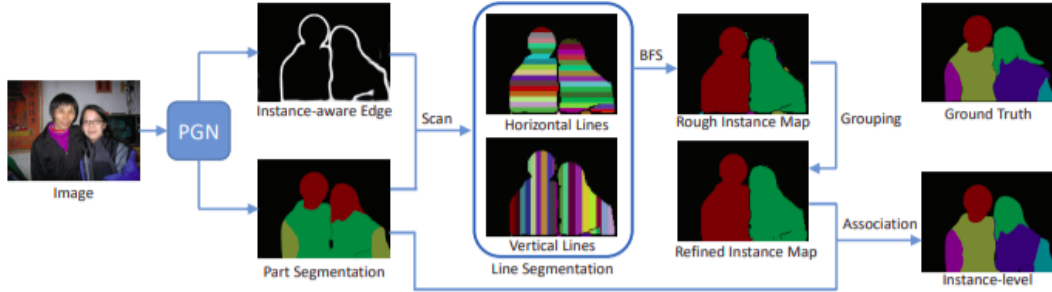 Image
PGN
Instance-aware Edge
Part Segmentation
Scan
Horizontal Lines
Vertical Lines
Line Segmentation
BFS
Rough Instance Map
Grouping
Refined Instance Map
Association
Ground Truth
Instance-level